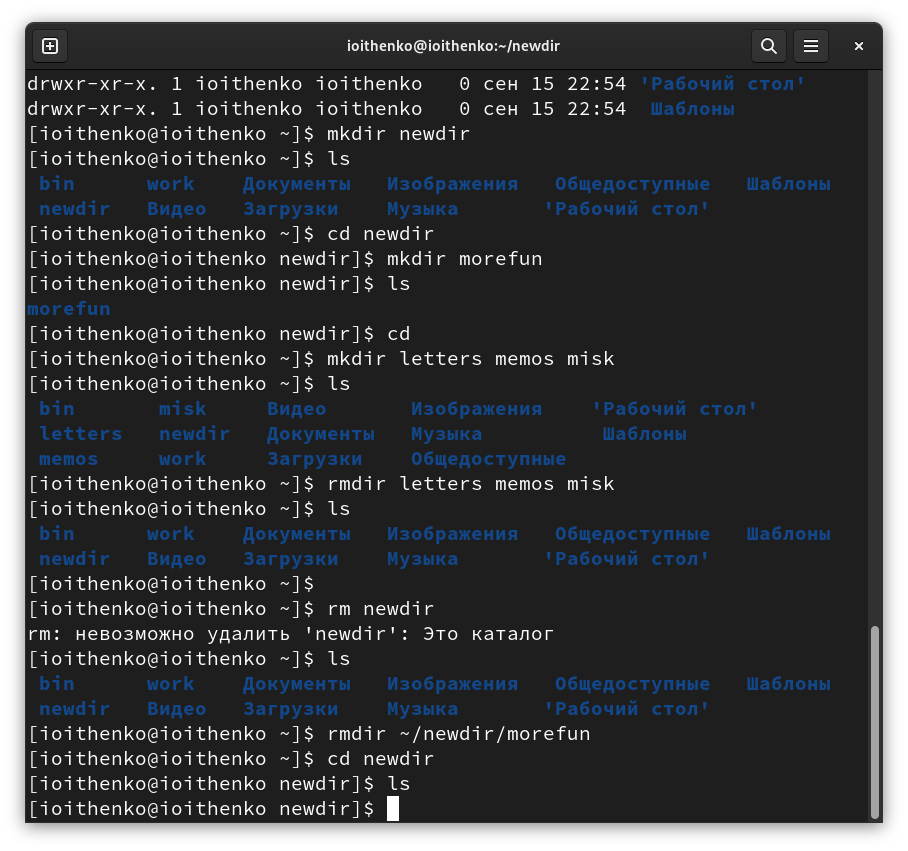 ioithenko@ioithenko:~/newdir
drwxr-xr-x. 1 ioithenko ioithenko   0 сен 15 22:54 'Рабочий стол'
drwxr-xr-x. 1 ioithenko ioithenko   0 сен 15 22:54  Шаблоны
[ioithenko@ioithenko ~]$ mkdir newdir
[ioithenko@ioithenko ~]$ ls
 bin      work    Документы   Изображения   Общедоступные   Шаблоны
 newdir   Видео   Загрузки    Музыка       'Рабочий стол'
[ioithenko@ioithenko ~]$ cd newdir
[ioithenko@ioithenko newdir]$ mkdir morefun
[ioithenko@ioithenko newdir]$ ls
morefun
[ioithenko@ioithenko newdir]$ cd
[ioithenko@ioithenko ~]$ mkdir letters memos misk
[ioithenko@ioithenko ~]$ ls
 bin       misk     Видео       Изображения    'Рабочий стол'
 letters   newdir   Документы   Музыка          Шаблоны
 memos     work     Загрузки    Общедоступные
[ioithenko@ioithenko ~]$ rmdir letters memos misk
[ioithenko@ioithenko ~]$ ls
 bin      work    Документы   Изображения   Общедоступные   Шаблоны
 newdir   Видео   Загрузки    Музыка       'Рабочий стол'
[ioithenko@ioithenko ~]$
[ioithenko@ioithenko ~]$ rm newdir
rm: невозможно удалить 'newdir': Это каталог
[ioithenko@ioithenko ~]$ ls
 bin      work    Документы   Изображения   Общедоступные   Шаблоны
 newdir   Видео   Загрузки    Музыка       'Рабочий стол'
[ioithenko@ioithenko ~]$ rmdir ~/newdir/morefun
[ioithenko@ioithenko ~]$ cd newdir
[ioithenko@ioithenko newdir]$ ls
[ioithenko@ioithenko newdir]$